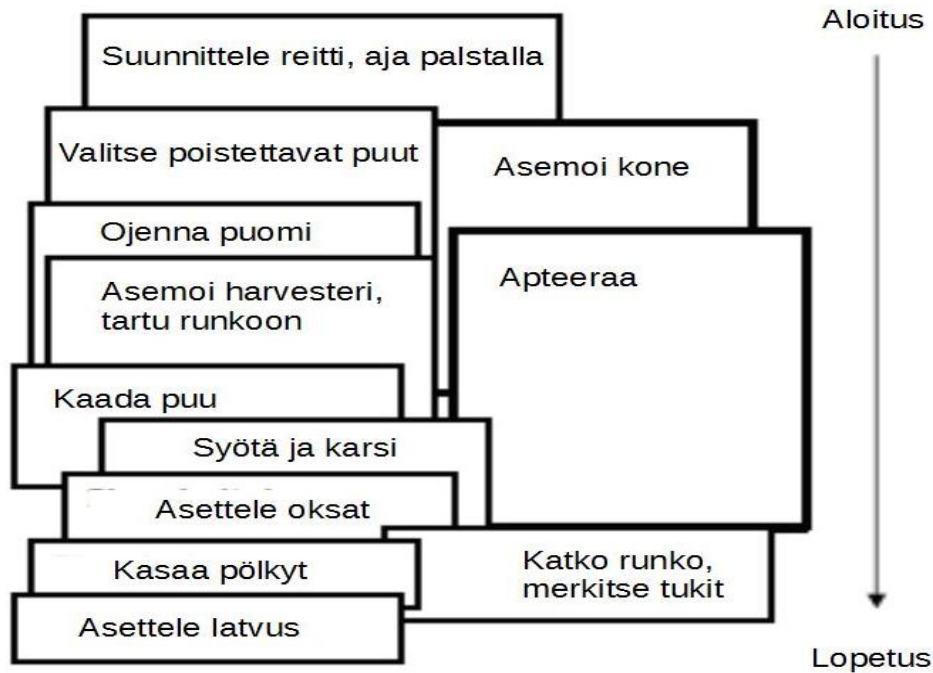 Aloitus
Suunnittele reitti, aja palstalla
Valitse poistettavat puut
Asemoi kone
Ojenna puomi
Apteeraa
Asemoi harvesteri,
tartu runkoon
Kaada puu
Syötä ja karsi
Asettele oksat
Katko runko,
merkitse tukit
Kasaa pölkyt
Asettele latvus
Lopetus